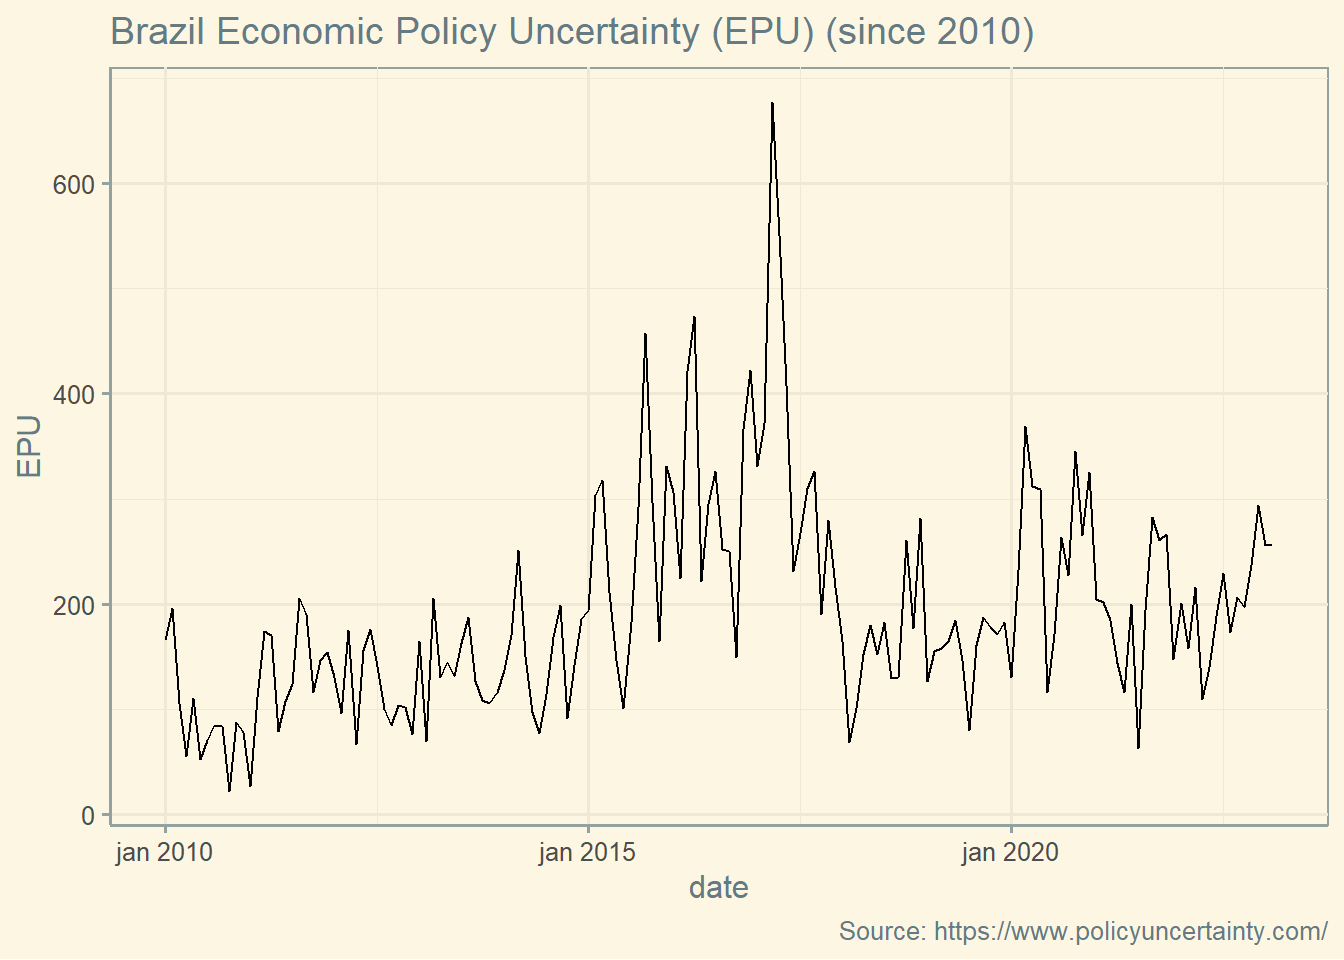 Brazil Economic Policy Uncertainty (EPU) (since 2010)
EPU
600
400
200
0
jan 2010
jan 2015
jan 2020
date
Source: https://www.policyuncertainty.com/